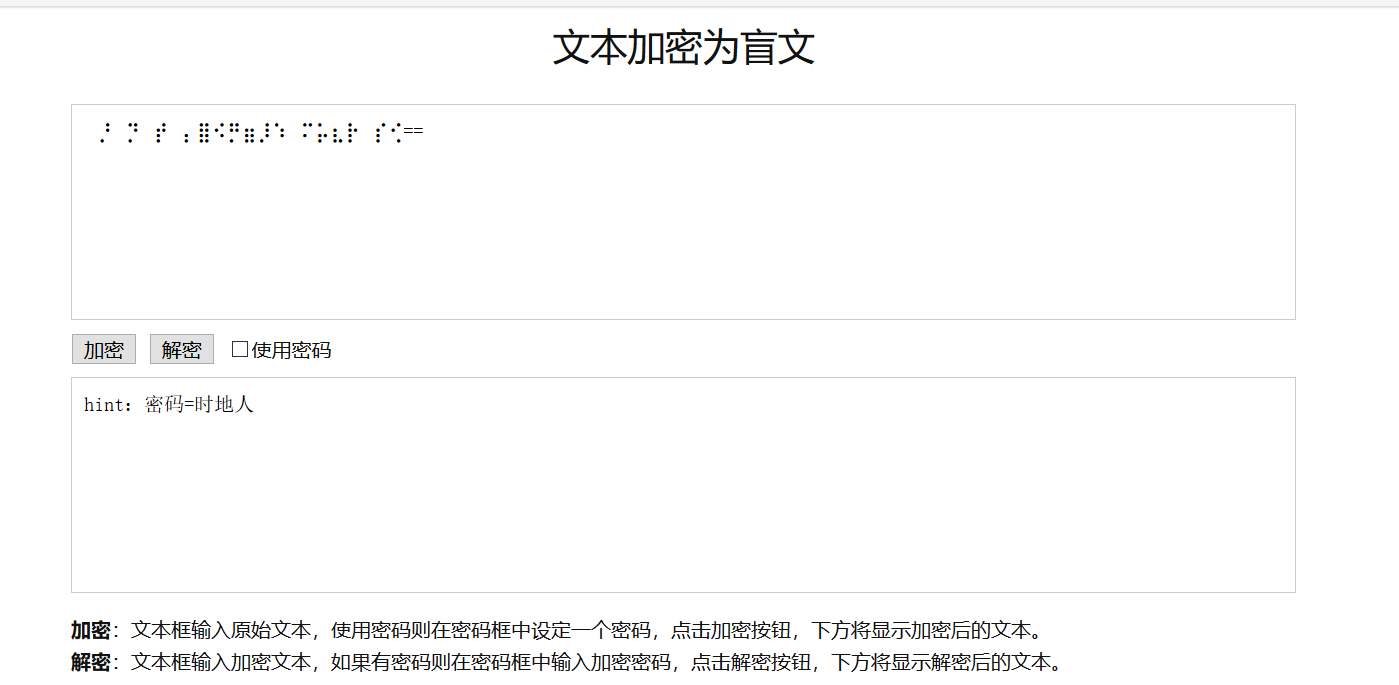 文本加密为盲文
==
加密 解密 使用密码
hint：密码=时地人
加密：文本框输入原始文本，使用密码则在密码框中设定一个密码，点击加密按钮，下方将显示加密后的文本。
解密：文本框输入加密文本，如果有密码则在密码框中输入加密密码，点击解密按钮，下方将显示解密后的文本。